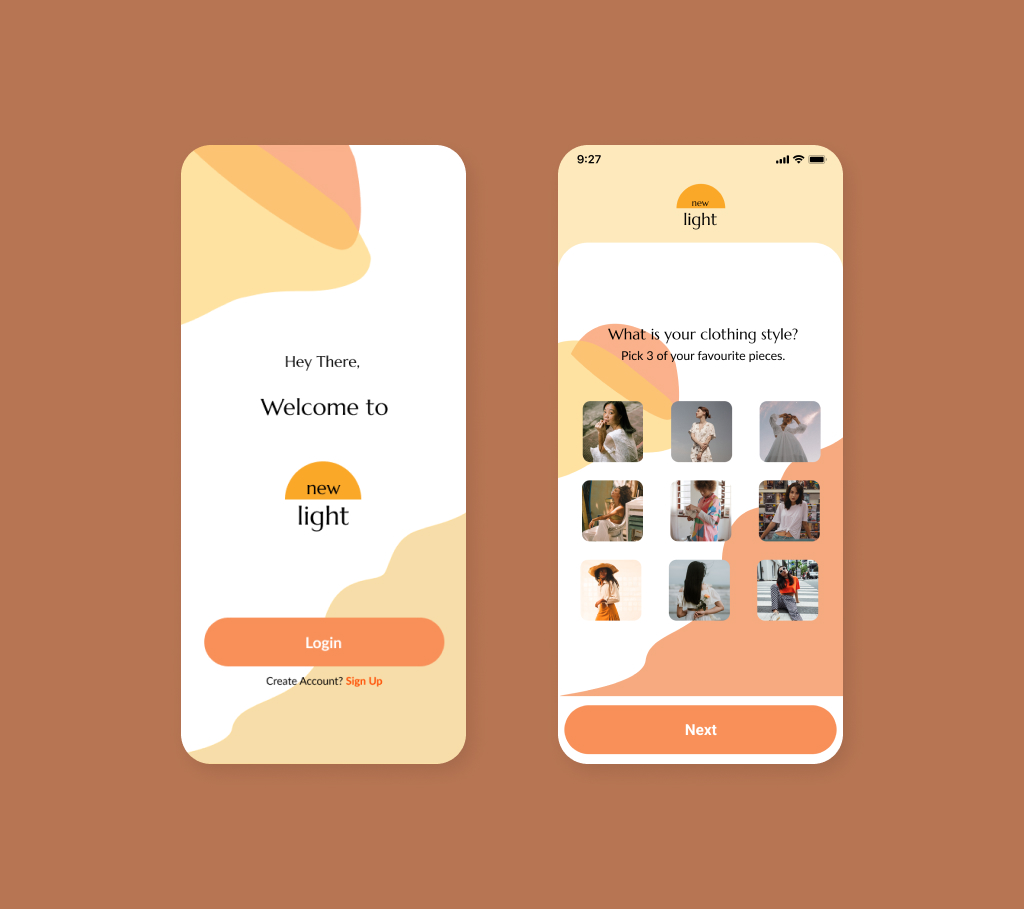 Hey There,
Welcome to
new
light
Login
Create Account? Sign Up
9:27
new
light
What is your clothing style?
Pick 3 of your favourite pieces.
Next